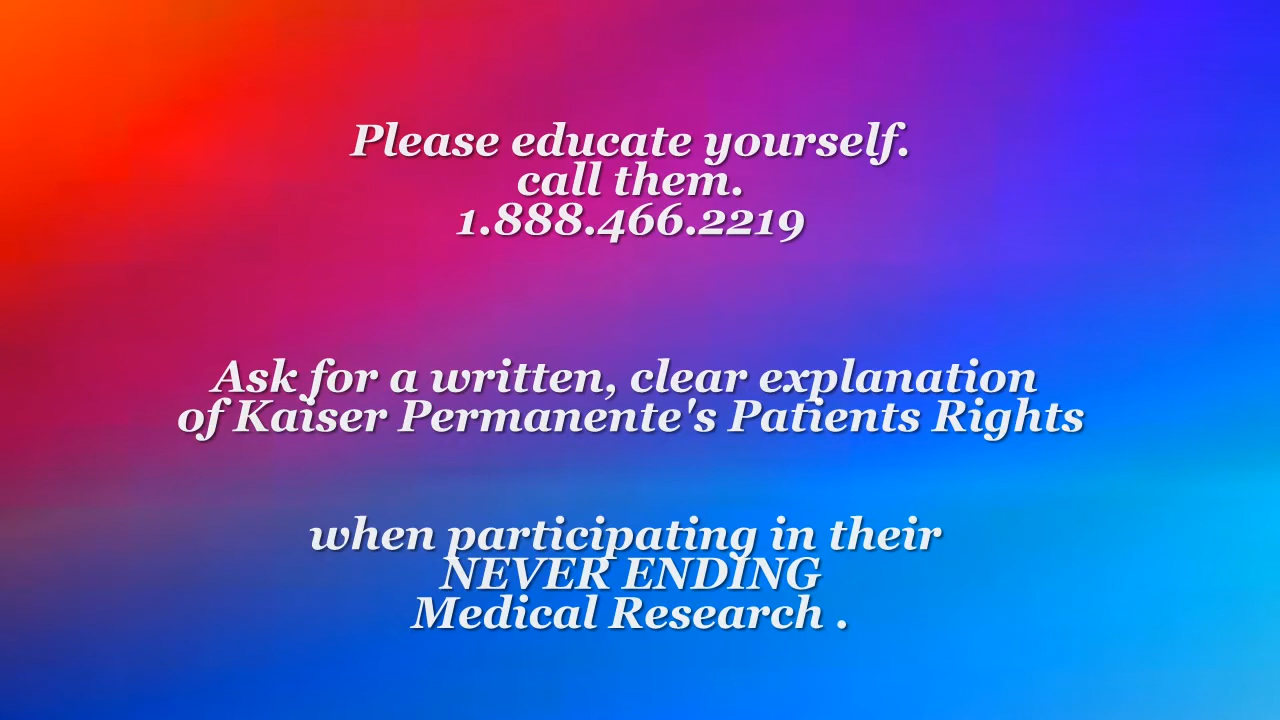 Please educate yourself.
call them.
1.888.466.2219
Ask for a written, clear explanation
of Kaiser Permanente's Patients Rights
when participating in their
NEVER ENDING
Medical Research .